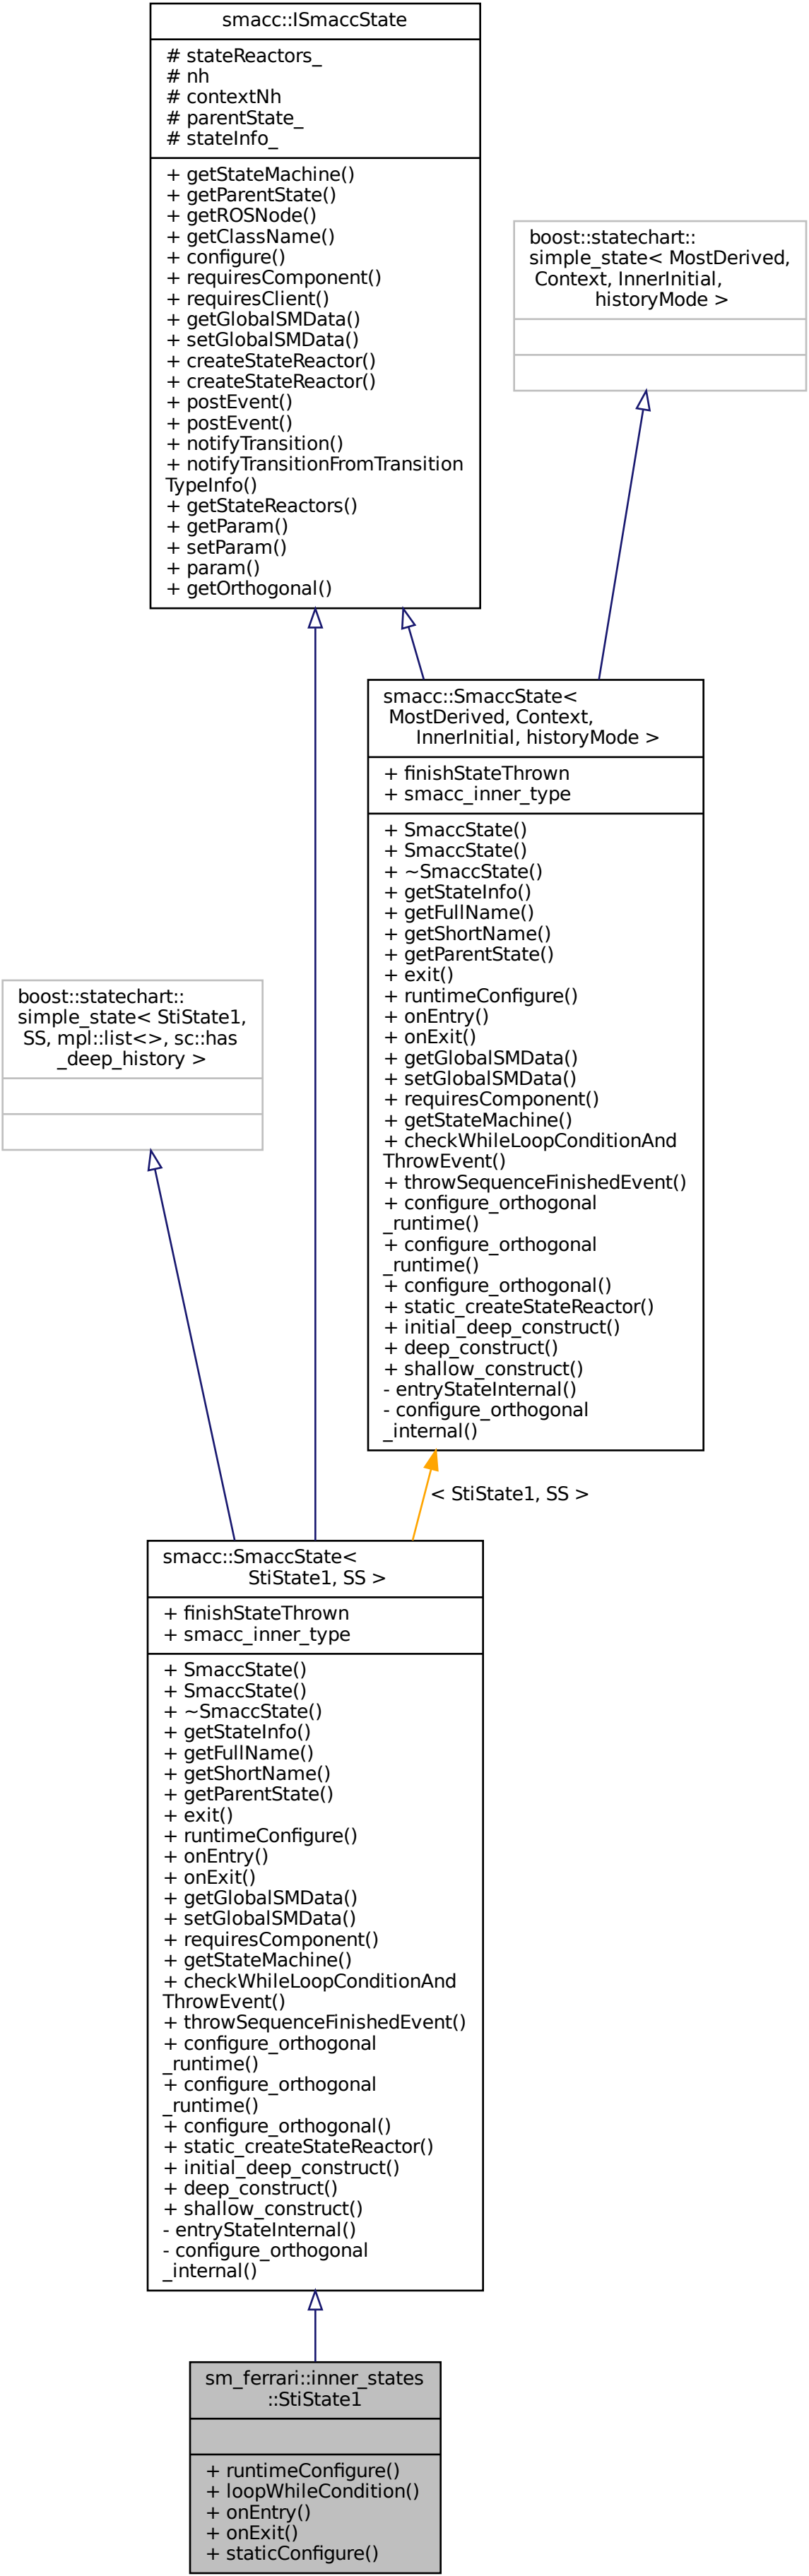 smacc::ISmaccState
# stateReactors_
# nh
# contextNh
# parentState_
# stateInfo_
+ getStateMachine()
+ getParentState()
+ getROSNode()
+ getClassName()
+ configure()
+ requiresComponent()
+ requiresClient()
+ getGlobalSMData()
+ setGlobalSMData()
+ createStateReactor()
+ createStateReactor()
+ postEvent()
+ postEvent()
+ notifyTransition()
+ notifyTransitionFromTransition
TypeInfo()
+ getStateReactors()
+ getParam()
+ setParam()
+ param()
+ getOrthogonal()
boost::statechart::
simple_state< MostDerived,
Context, InnerInitial,
historyMode >
smacc::SmaccState<
MostDerived, Context,
InnerInitial, historyMode >
+ finishStateThrown
+ smacc_inner_type
+ SmaccState()
+ SmaccState()
+ ~SmaccState()
+ getStateInfo()
+ getFullName()
+ getShortName()
+ getParentState()
+ exit()
+ runtimeConfigure()
+ onEntry()
+ onExit()
+ getGlobalSMData()
+ setGlobalSMData()
+ requiresComponent()
+ getStateMachine()
+ checkWhileLoopConditionAnd
ThrowEvent()
+ throwSequenceFinishedEvent()
+ configure_orthogonal
_runtime()
+ configure_orthogonal
_runtime()
+ configure_orthogonal()
+ static_createStateReactor()
+ initial_deep_construct()
+ deep_construct()
+ shallow_construct()
- entryStateInternal()
- configure_orthogonal
_internal()
boost::statechart::
simple_state< StiState1,
SS, mpl::list<>, sc::has
_deep_history >
< StiState1, SS >
smacc::SmaccState<
StiState1, SS >
+ finishStateThrown
+ smacc_inner_type
+ SmaccState()
+ SmaccState()
+ ~SmaccState()
+ getStateInfo()
+ getFullName()
+ getShortName()
+ getParentState()
+ exit()
+ runtimeConfigure()
+ onEntry()
+ onExit()
+ getGlobalSMData()
+ setGlobalSMData()
+ requiresComponent()
+ getStateMachine()
+ checkWhileLoopConditionAnd
ThrowEvent()
+ throwSequenceFinishedEvent()
+ configure_orthogonal
_runtime()
+ configure_orthogonal
_runtime()
+ configure_orthogonal()
+ static_createStateReactor()
+ initial_deep_construct()
+ deep_construct()
+ shallow_construct()
- entryStateInternal()
- configure_orthogonal
_internal()
sm_ferrari::inner_states
::StiState1
+ runtimeConfigure()
+ loopWhileCondition()
+ onEntry()
+ onExit()
+ staticConfigure()